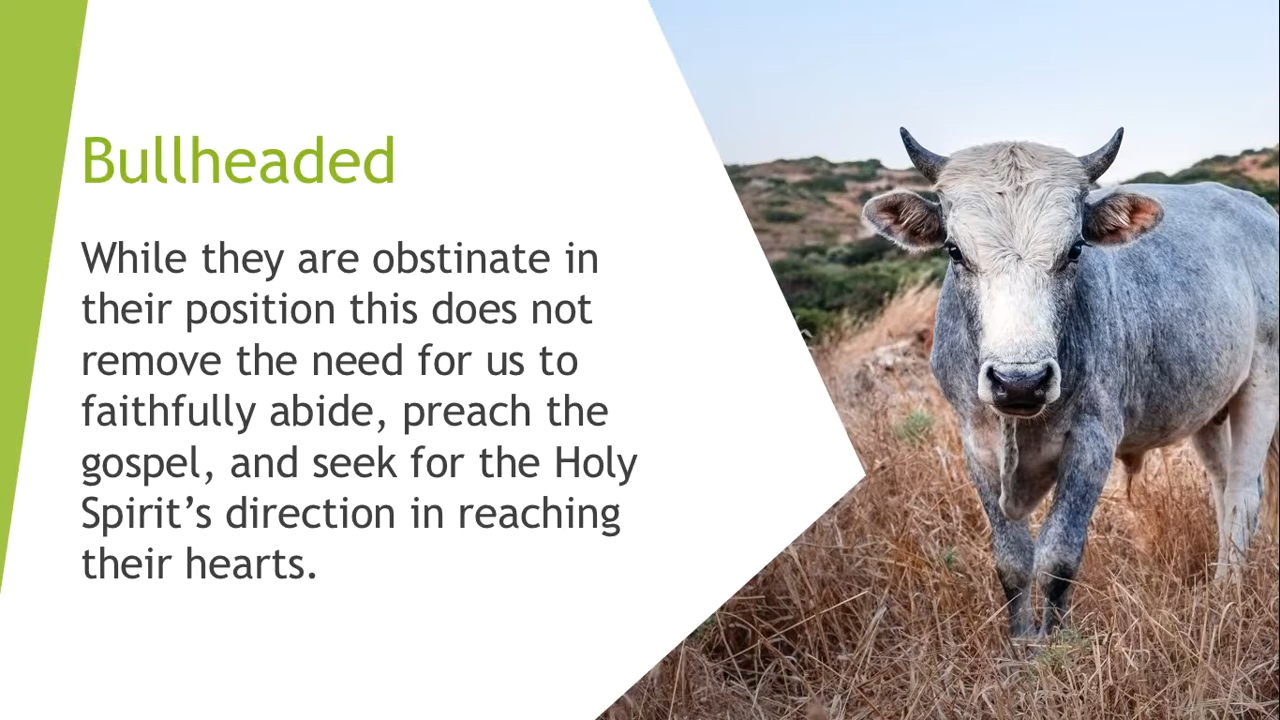 Bullheaded
While they are obstinate in
their position this does not
remove the need for us to
faithfully abide, preach the
gospel, and seek for the Holy
Spirit’s direction in reaching
their hearts.